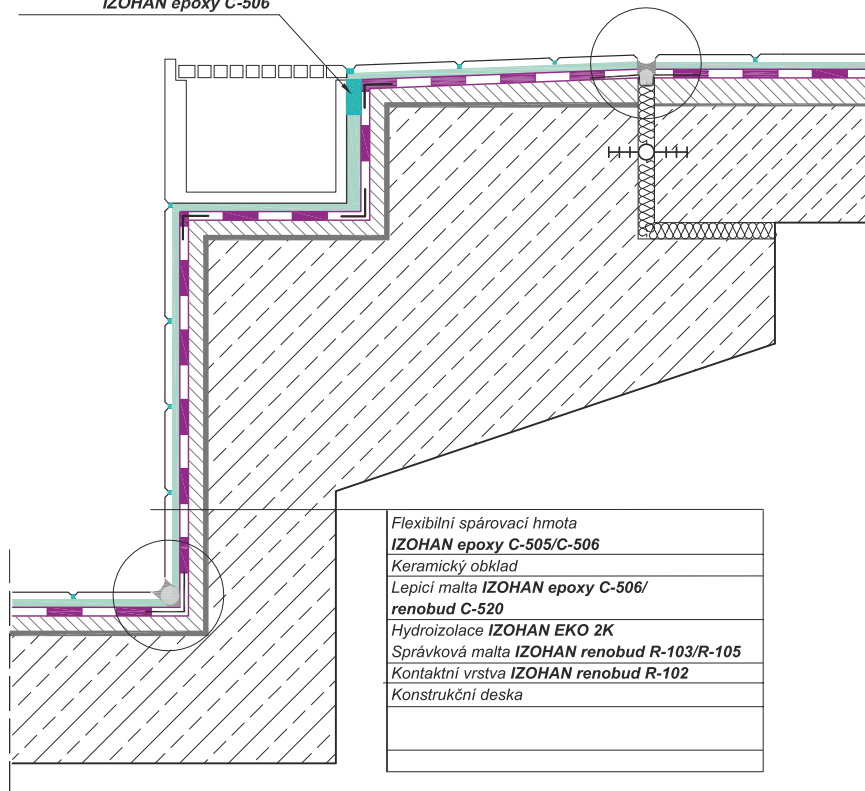 IZOHAN epoxy C-506
Flexibilní spárovací hmota
IZOHAN epoxy C-505/C-506
Keramický obklad
Lepicí malta IZOHAN epoxy C-506/
renobud C-520
Hydroizolace IZOHAN EKO 2K
Správková malta IZOHAN renobud R-103/R-105
Kontaktní vrstva IZOHAN renobud R-102
Konstrukční deska